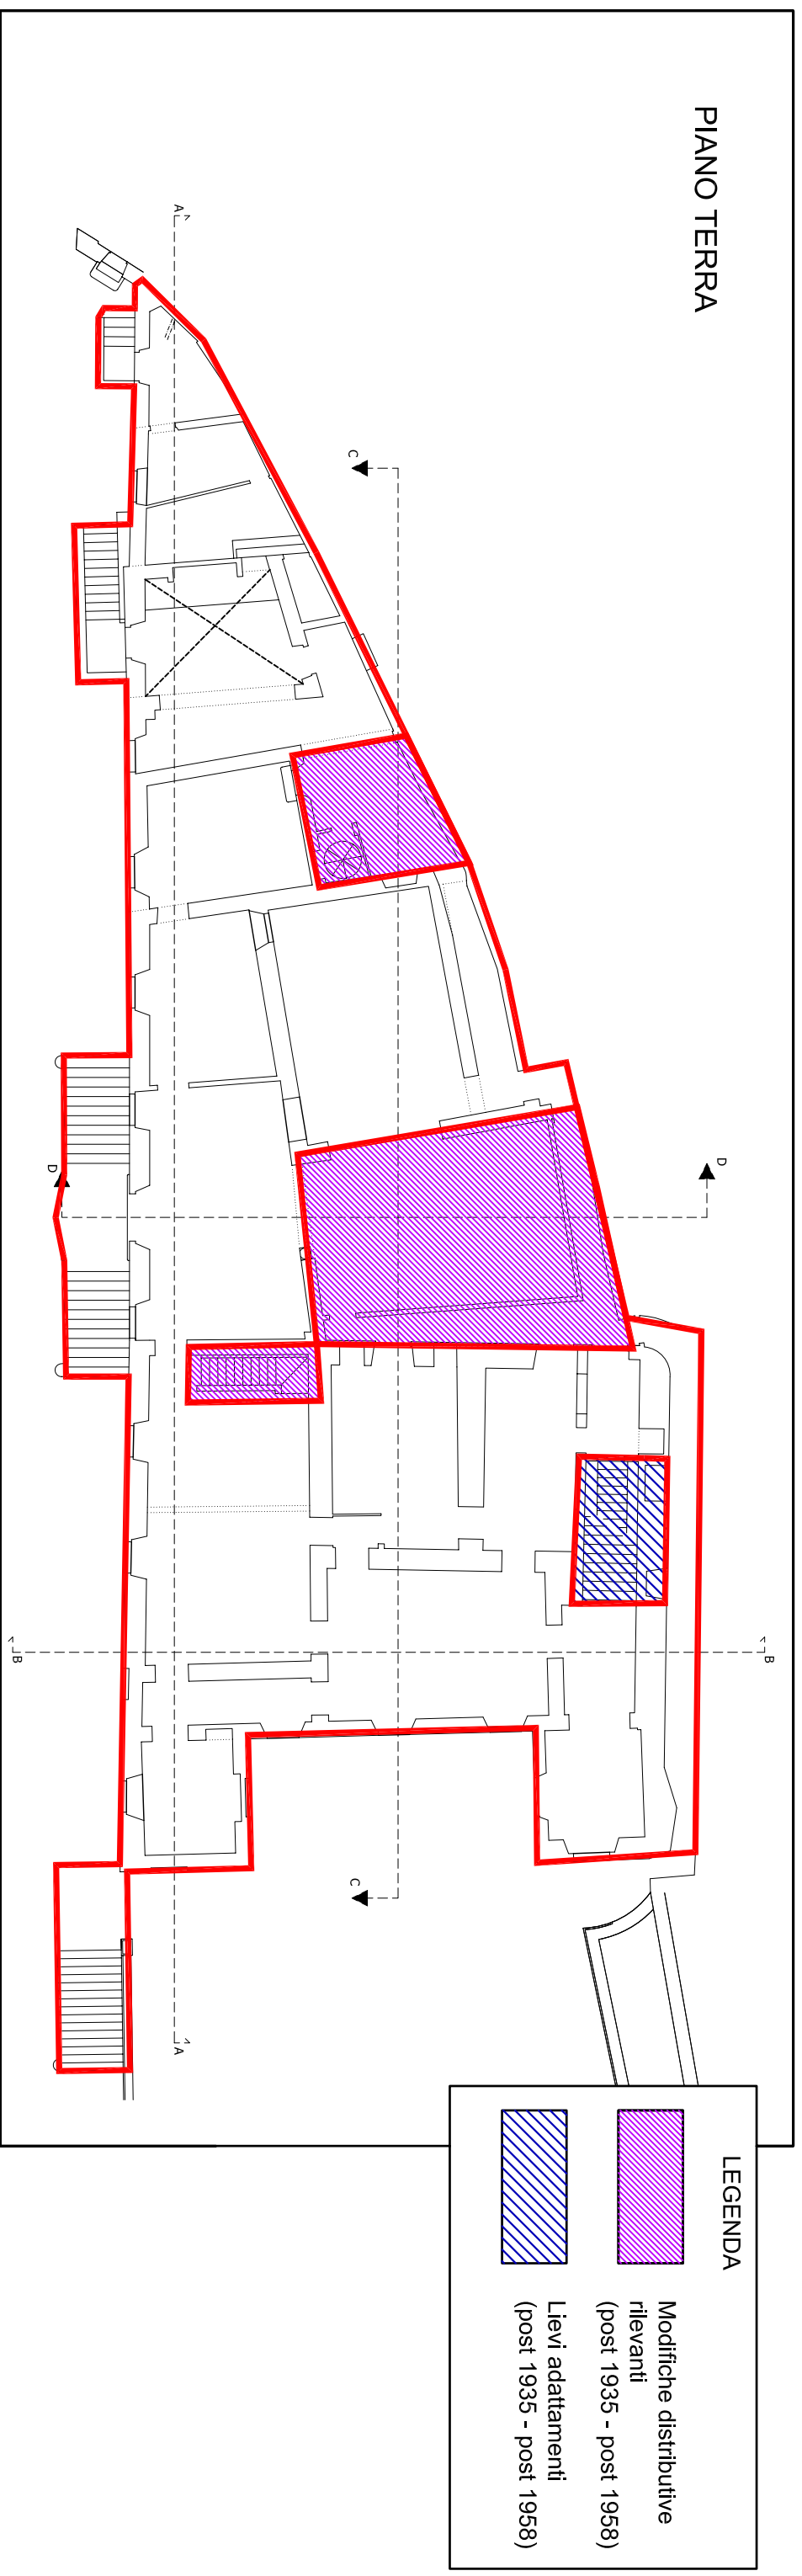 PIANO TERRA
A
A
B
B
C
C
D
D
LEGENDA
Modifiche distributive
rilevanti
(post 1935 - post 1958)
Lievi adattamenti
(post 1935 - post 1958)